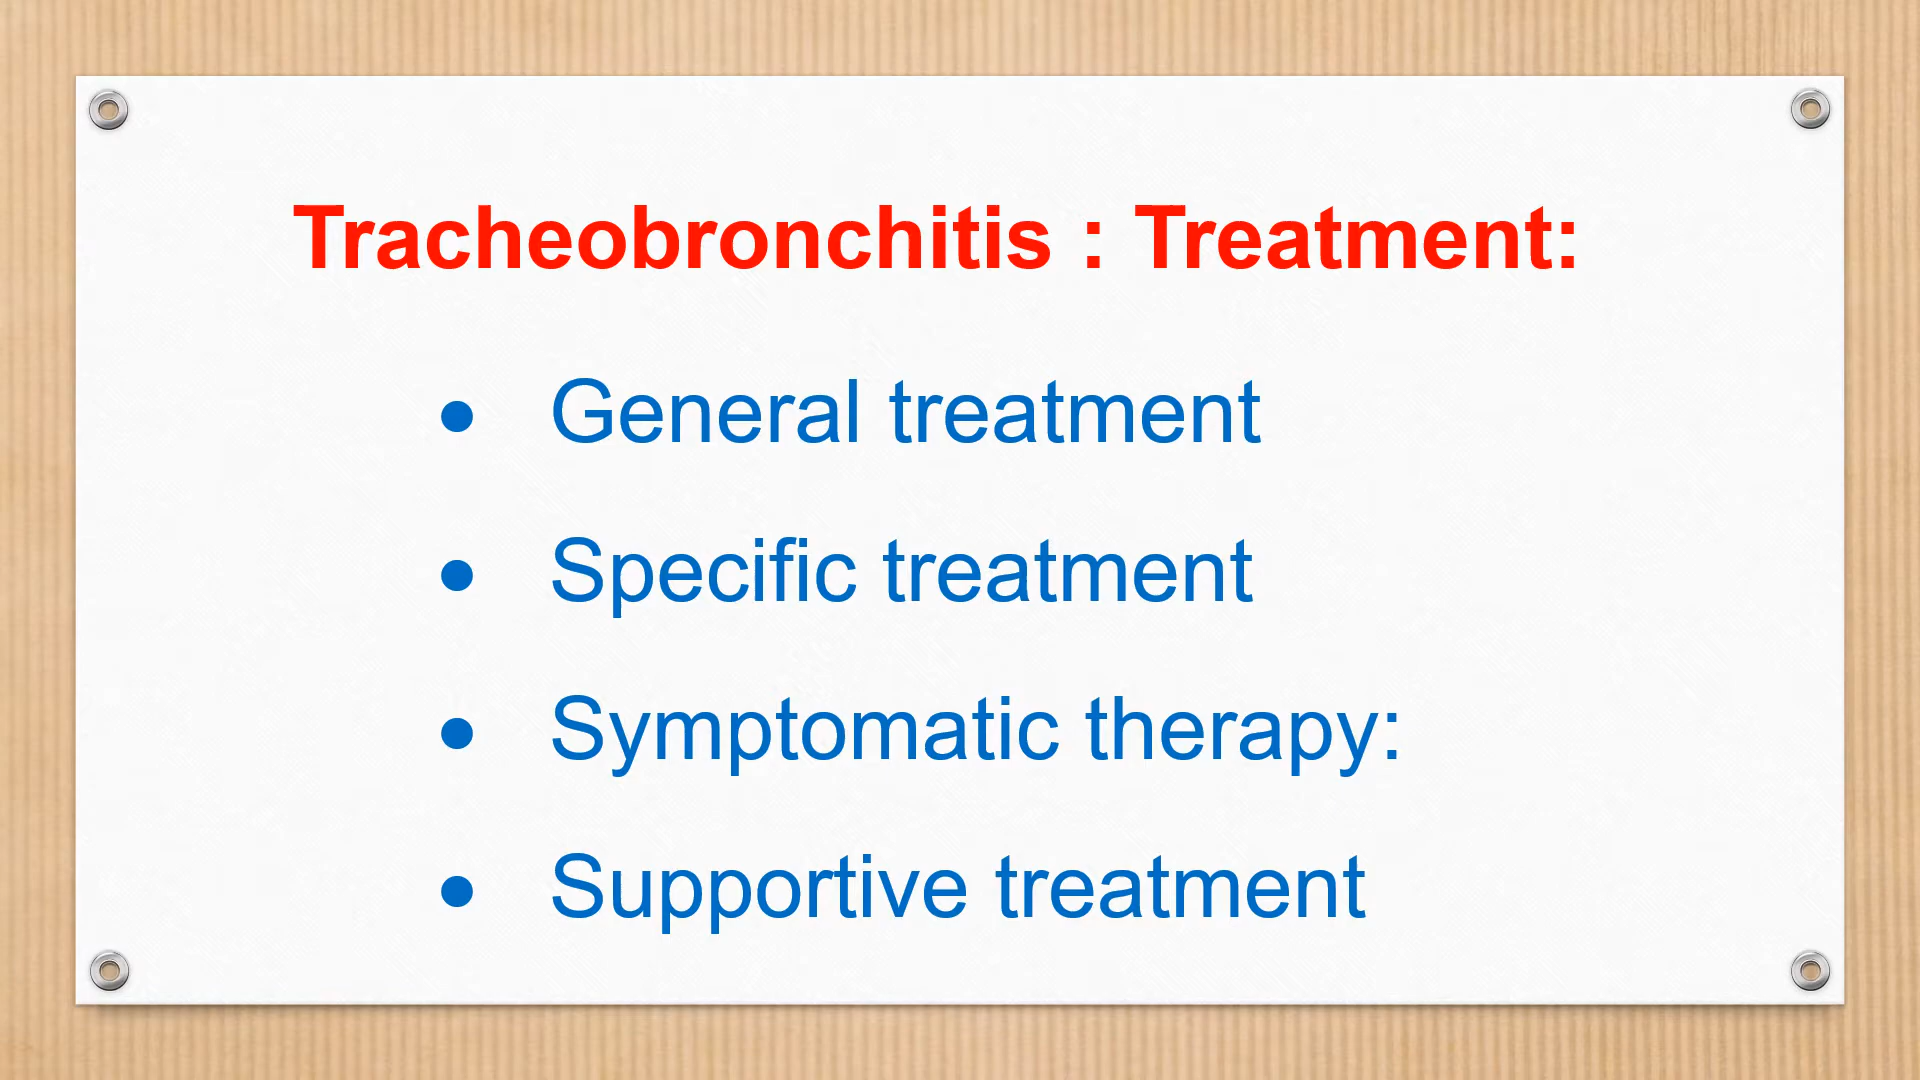 Tracheobronchitis : Treatment:
• General treatment
• Specific treatment
• Symptomatic therapy:
• Supportive treatment